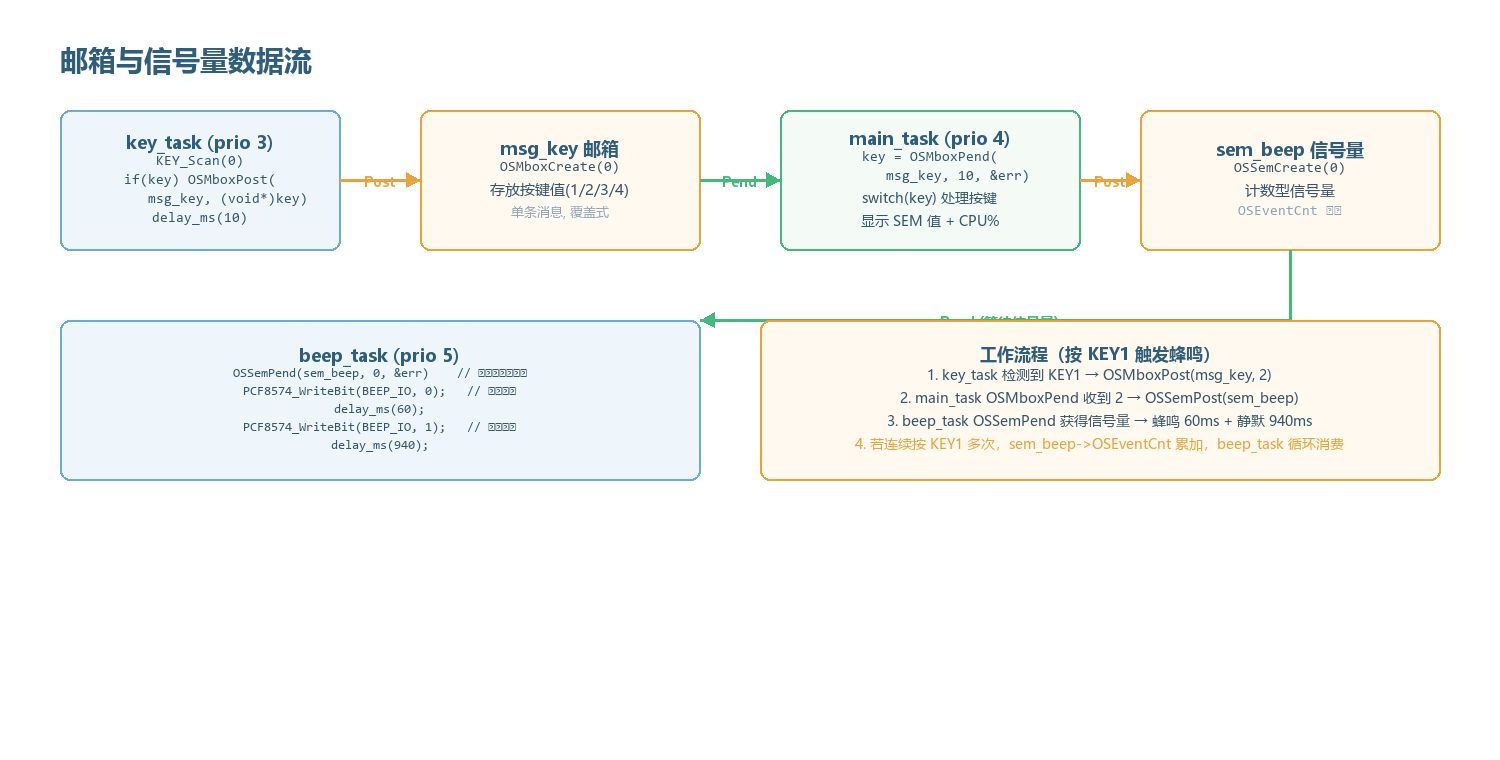 邮箱与信号量数据流
key_task (prio 3)
KEY_Scan(0)
if(key) OSMboxPost(
msg_key, (void*)key)
delay_ms(10)
Post
msg_key 邮箱
OSMboxCreate(0)
存放按键值(1/2/3/4)
单条消息, 覆盖式
Pend
main_task (prio 4)
key = OSMboxPend(
msg_key, 10, &err)
switch(key) 处理按键
显示 SEM 值 + CPU%
Post
sem_beep 信号量
OSSemCreate(0)
计数型信号量
OSEventCnt
beep_task (prio 5)
OSSemPend(sem_beep, 0, &err) //
PCF8574_WriteBit(BEEP_IO, 0); //
delay_ms(60);
PCF8574_WriteBit(BEEP_IO, 1); //
delay_ms(940);
工作流程（按 KEY1 触发蜂鸣）
1. key_task 检测到 KEY1 → OSMboxPost(msg_key, 2)
2. main_task OSMboxPend 收到 2 → OSSemPost(sem_beep)
3. beep_task OSSemPend 获得信号量 → 蜂鸣 60ms + 静默 940ms
4. 若连续按 KEY1 多次，sem_beep->OSEventCnt 累加，beep_task 循环消费